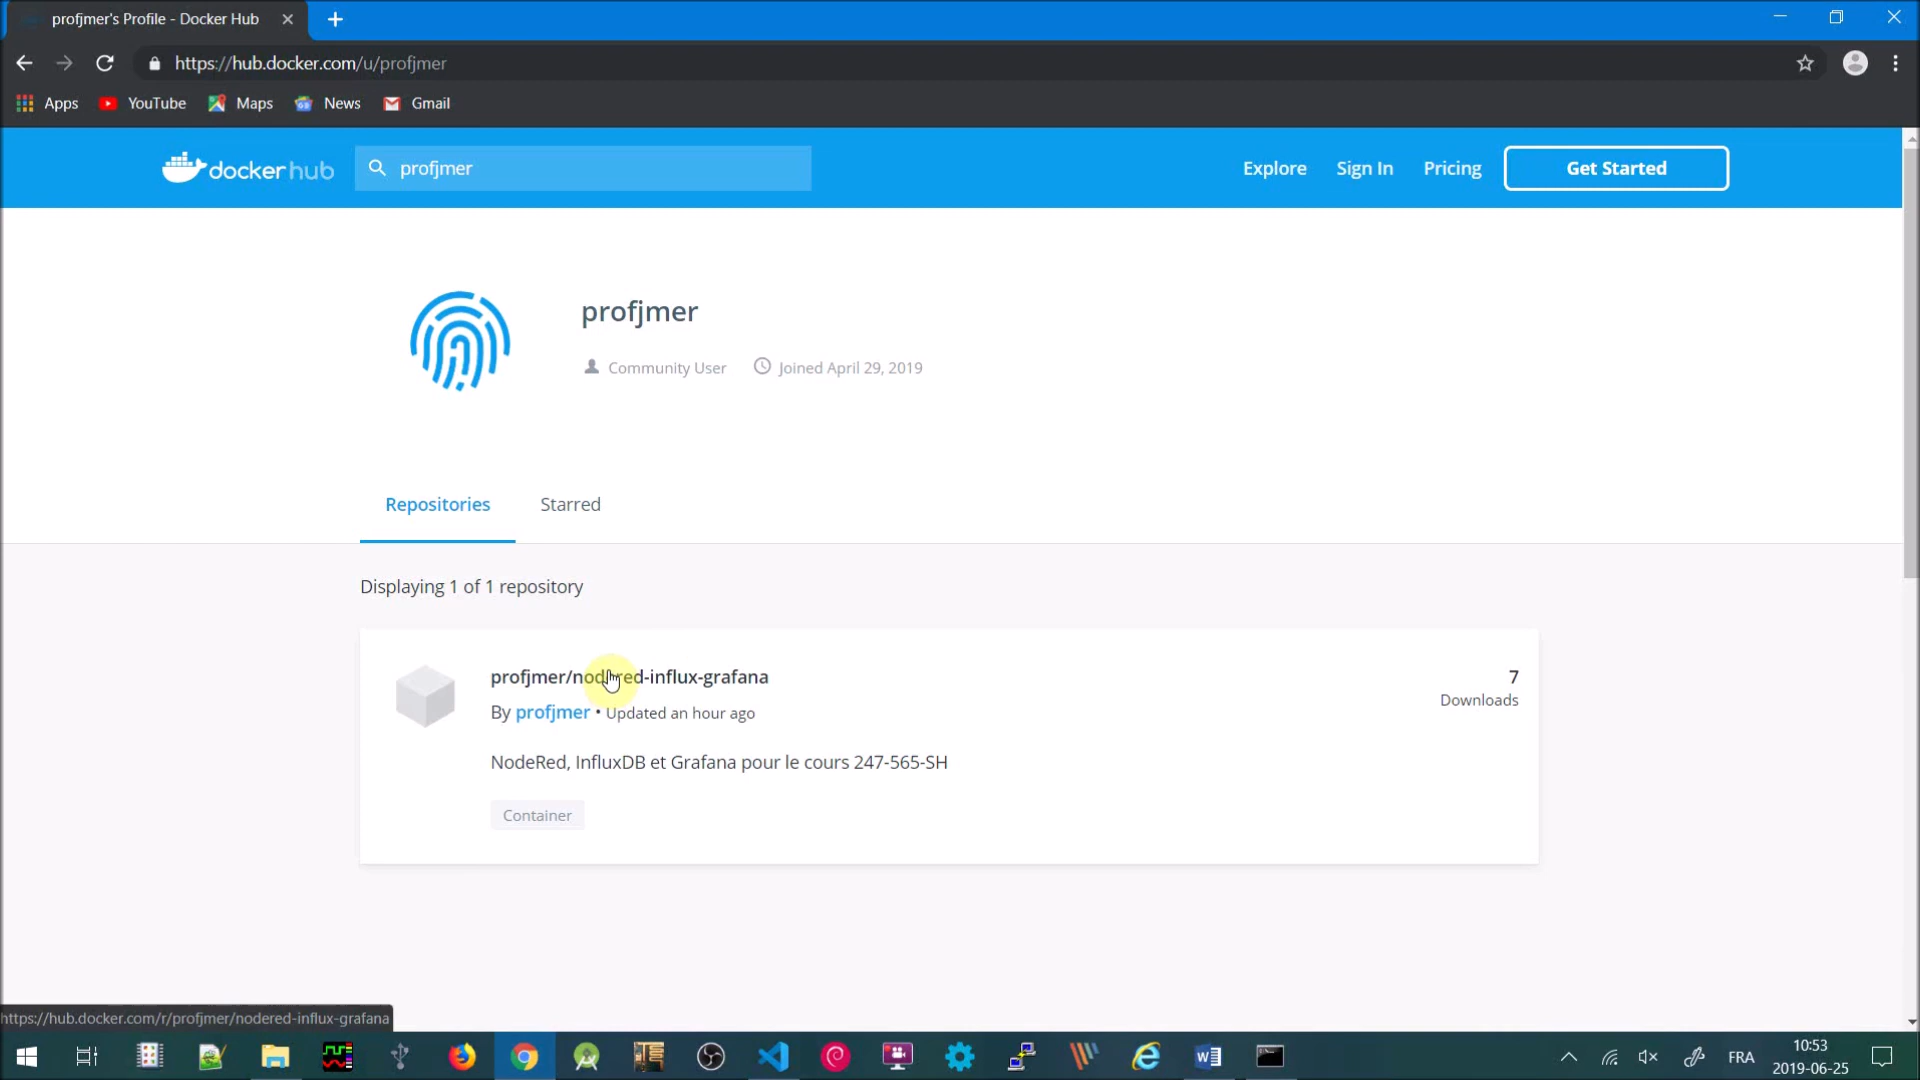 profjmer's Profile - Docker Hub
https://hub.docker.com/u/profjmer
Apps YouTube Maps News Gmail
docker hub profjmer Explore Sign In Pricing Get Started
profjmer
Community User Joined April 29, 2019
Repositories Starred
Displaying 1 of 1 repository
profjmer/nodered-influx-grafana 7
By profjmer • Updated an hour ago Downloads
NodeRed, InfluxDB et Grafana pour le cours 247-565-SH
Container
https://hub.docker.com/r/profjmer/nodered-influx-grafana
FRA 10:53
2019-06-25